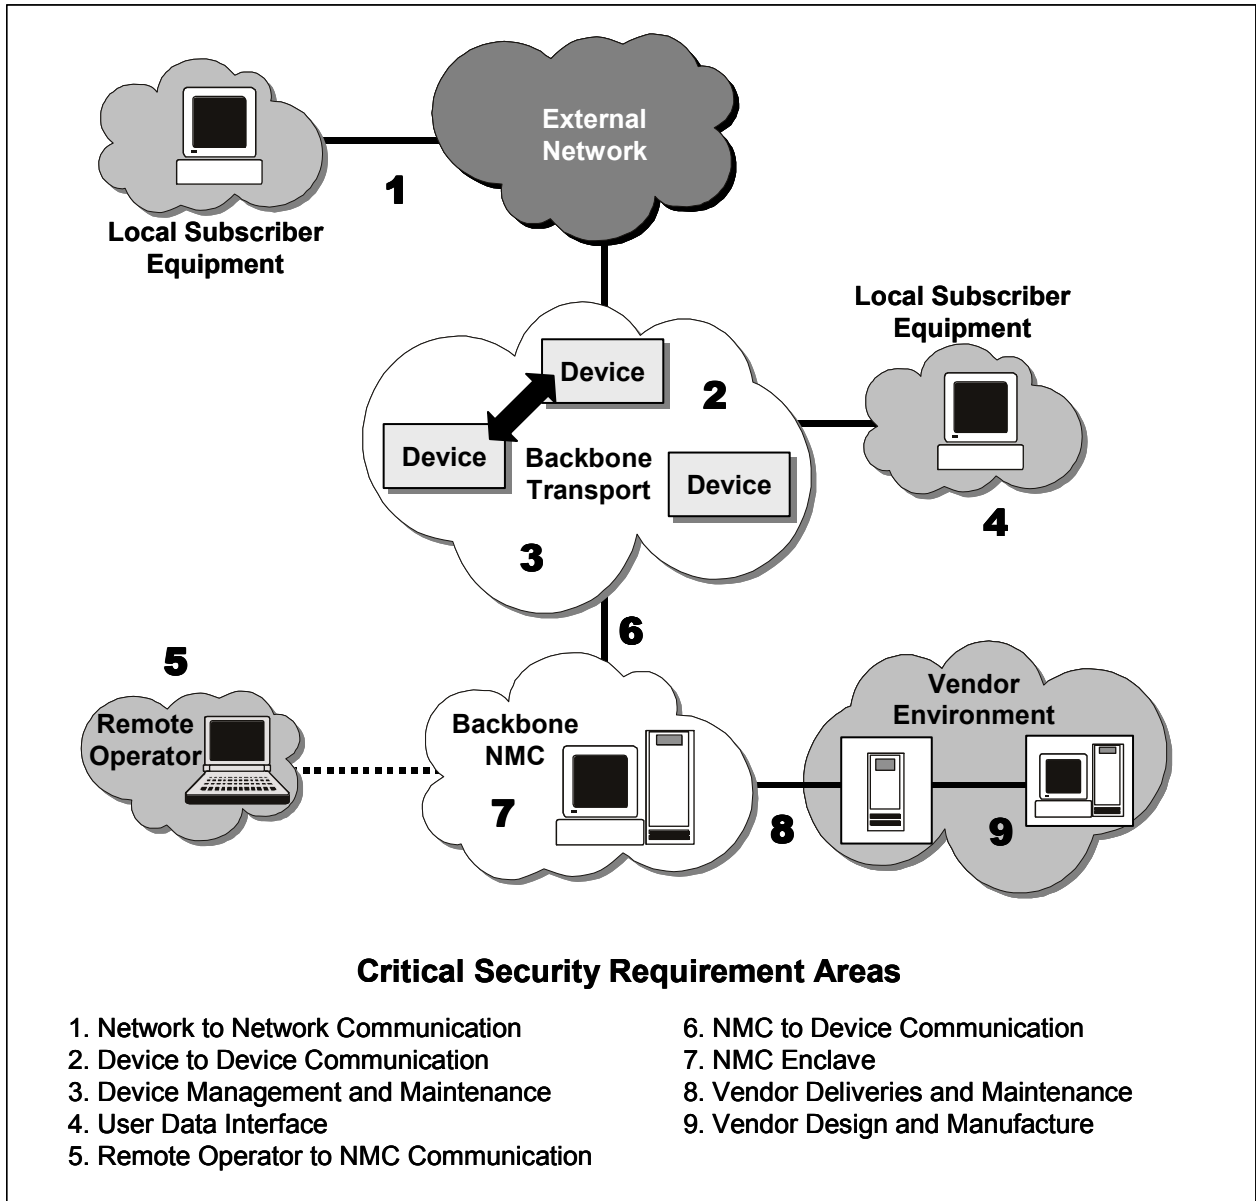 External
Network
1
Local Subscriber
Equipment
Local Subscriber
Equipment
Device
2
Device
Backbone
Transport
Device
3
4
6
5
Remote
Operator
Backbone
NMC
7
Vendor
Environment
8
9
Critical Security Requirement Areas
1. Network to Network Communication
2. Device to Device Communication
3. Device Management and Maintenance
4. User Data Interface
5. Remote Operator to NMC Communication
6. NMC to Device Communication
7. NMC Enclave
8. Vendor Deliveries and Maintenance
9. Vendor Design and Manufacture